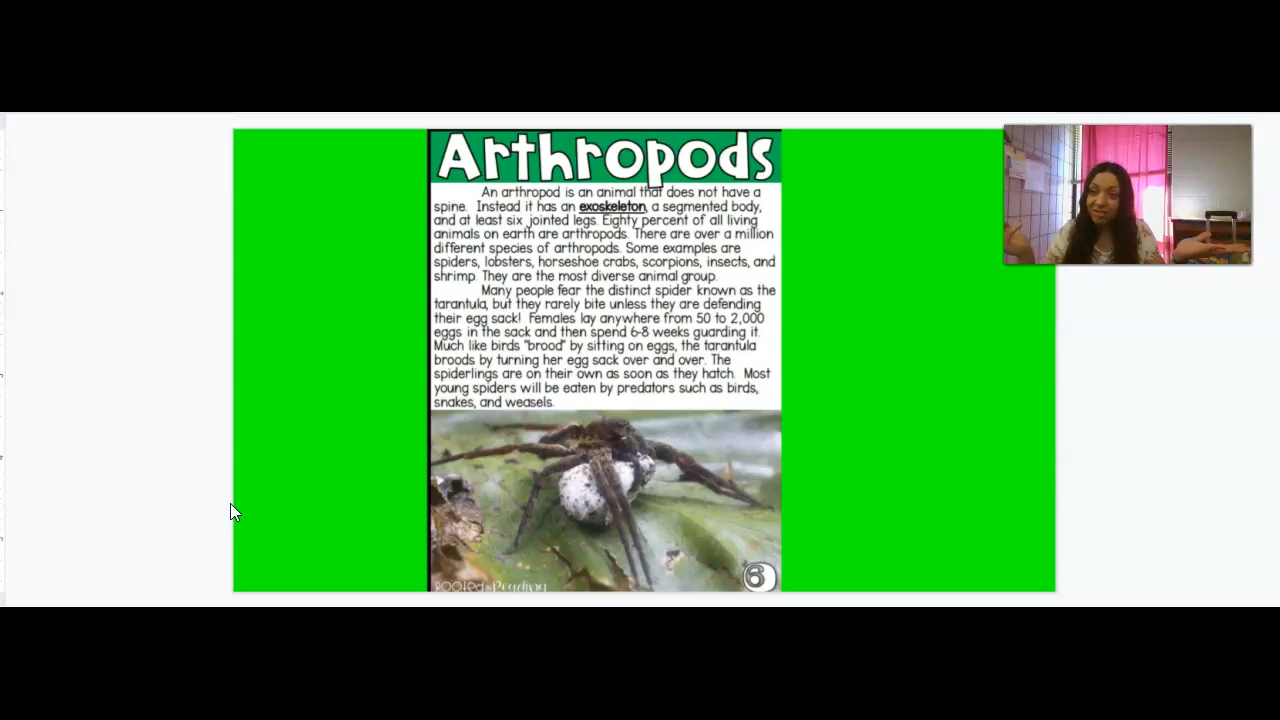 Arthropods
An arthropod is an animal that does not have a
spine. Instead it has an exoskeleton, a segmented body,
and at least six jointed legs. Eighty percent of all living
animals on earth are arthropods. There are over a million
different species of arthropods. Some examples are
spiders, lobsters, horseshoe crabs, scorpions, insects, and
shrimp. They are the most diverse animal group.
Many people fear the distinct spider known as the
tarantula, but they rarely bite unless they are defending
their egg sack! Females lay anywhere from 50 to 2,000
eggs in the sack and then spend 6-8 weeks guarding it.
Much like birds "brood" by sitting on eggs, the tarantula
broods by turning her egg sack over and over. The
spiderlings are on their own as soon as they hatch. Most
young spiders will be eaten by predators such as birds,
snakes, and weasels.
Rooted in Reading
6